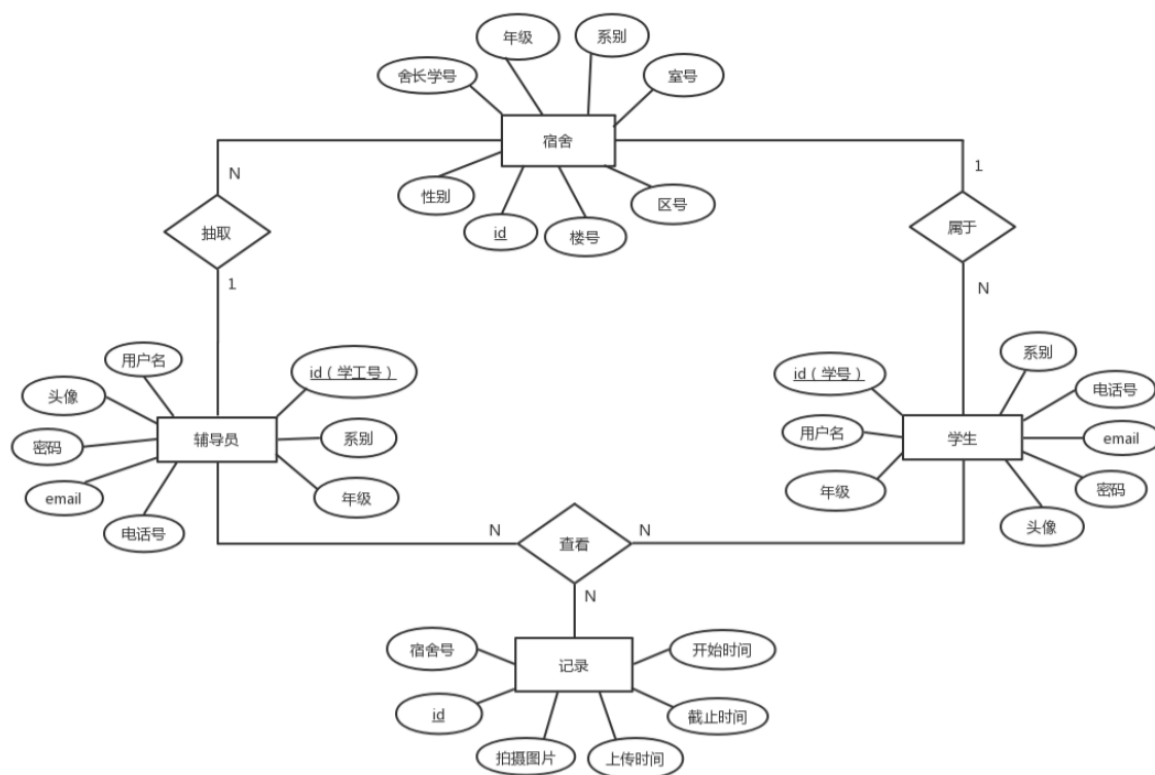 年级
系别
舍长学号
室号
宿舍
N
1
性别
区号
id
楼号
抽取
属于
1
N
用户名
系别
id（学工号）
id（学号）
头像
电话号
密码
辅导员
系别
用户名
学生
email
email
年级
年级
密码
电话号
头像
N
查看
N
N
宿舍号
记录
开始时间
id
截止时间
拍摄图片
上传时间